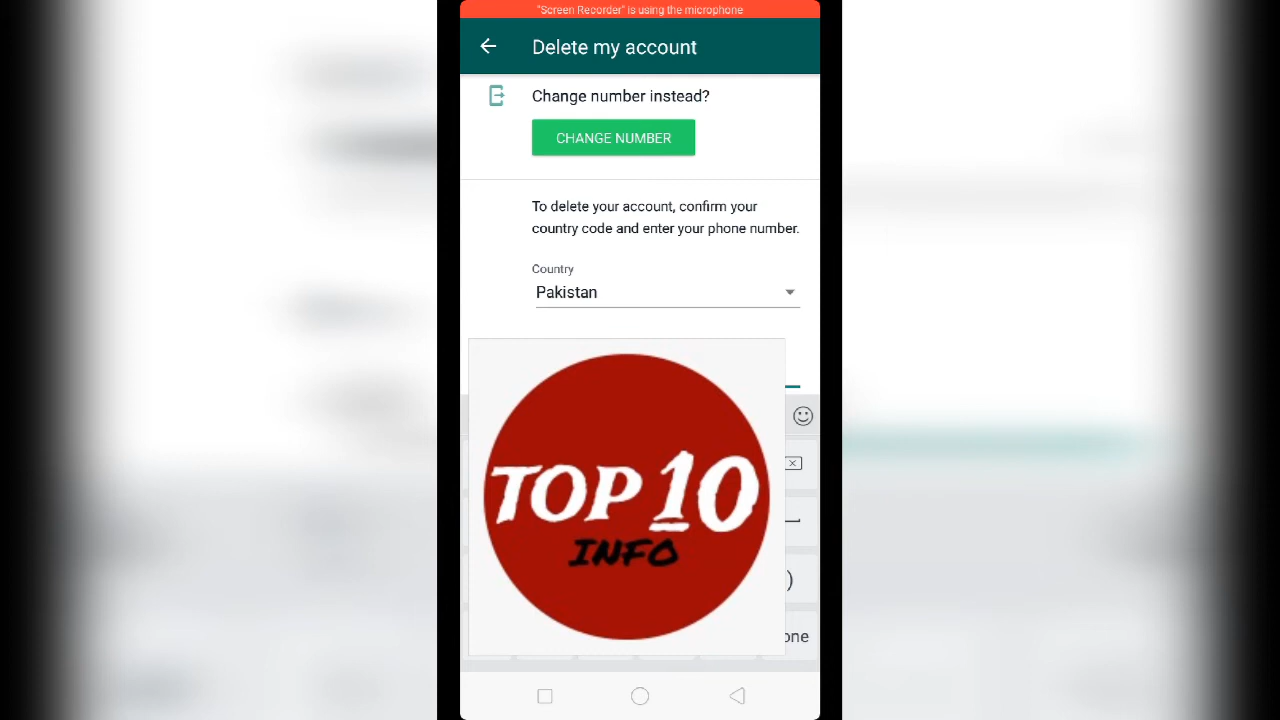 "Screen Recorder" is using the microphone
Delete my account
Change number instead?
CHANGE NUMBER
To delete your account, confirm your
country code and enter your phone number.
Country
Pakistan
TOP 10
INFO
)
one